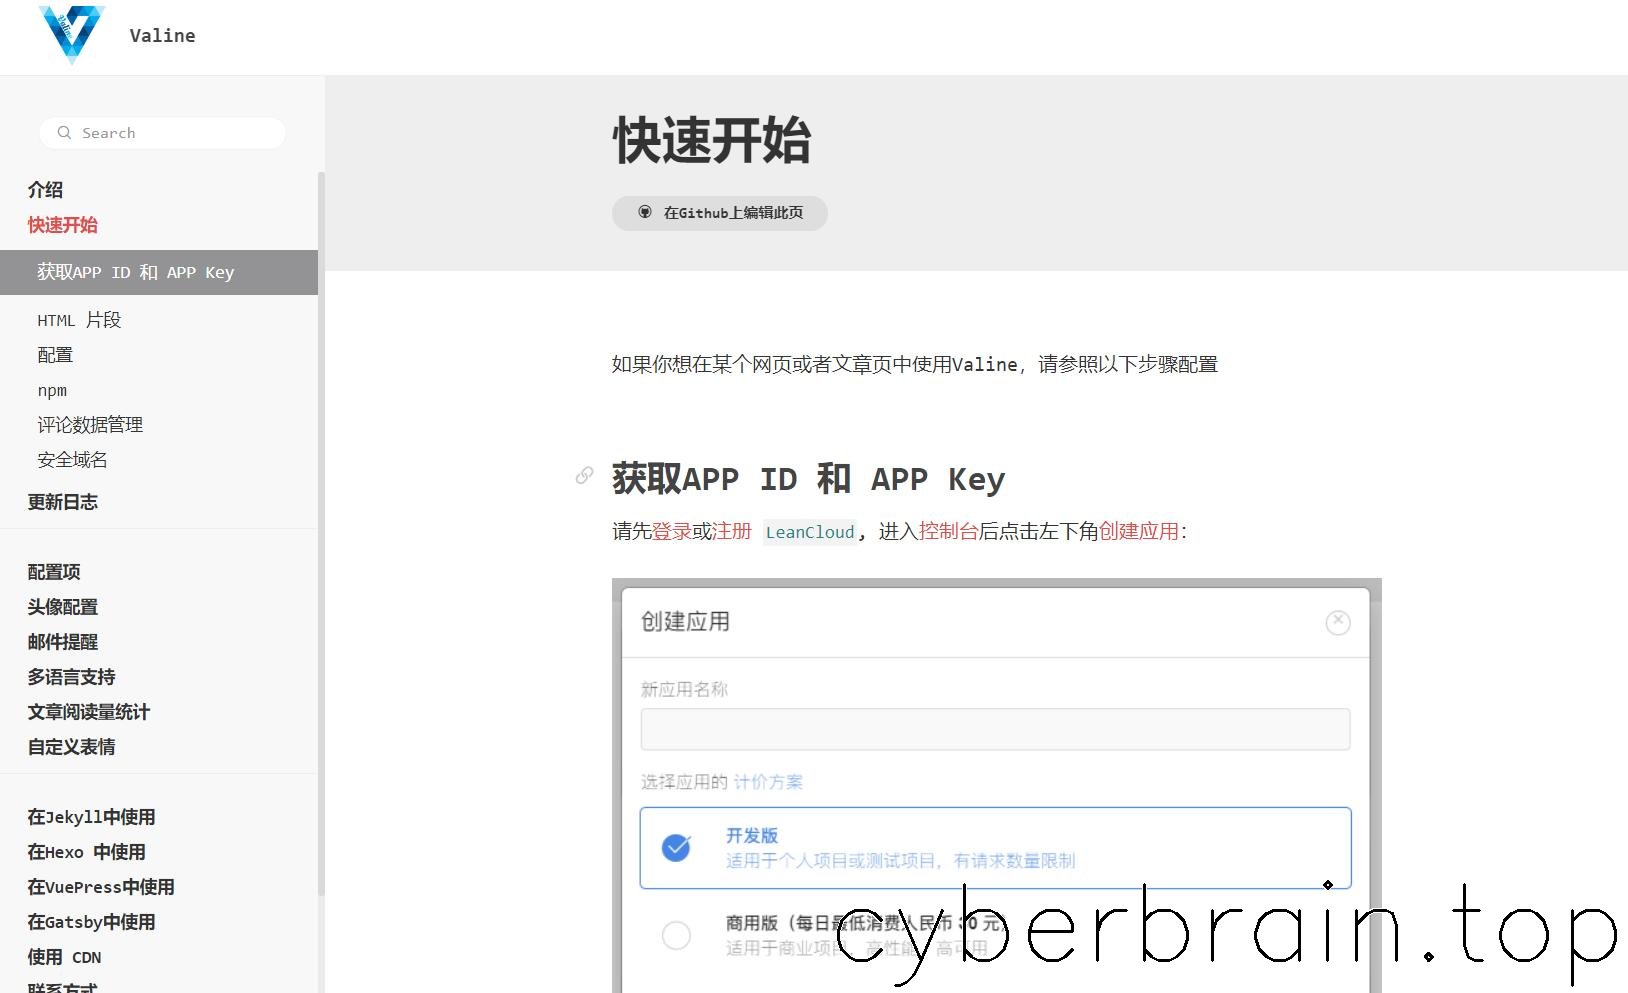 Valine
Search
介绍
快速开始
获取APP ID 和 APP Key
HTML 片段
配置
npm
评论数据管理
安全域名
更新日志
配置项
头像配置
邮件提醒
多语言支持
文章阅读量统计
自定义表情
在Jekyll中使用
在Hexo 中使用
在VuePress中使用
在Gatsby中使用
使用 CDN
联系方式
快速开始
在Github上编辑此页
如果你想在某个网页或者文章页中使用Valine，请参照以下步骤配置
获取APP ID 和 APP Key
请先登录或注册 LeanCloud，进入控制台后点击左下角创建应用：
创建应用
新应用名称
选择应用的 计价方案
开发版
适用于个人项目或测试项目，有请求数量限制
商用版（每日最低消费人民币 30 元）
适用于商业项目，高性能，高可用
cyberbrain.top